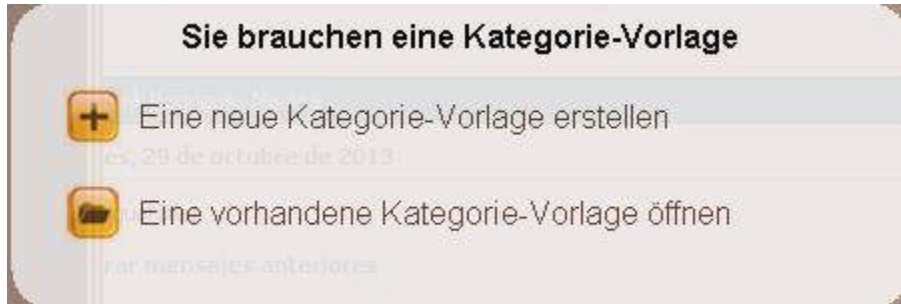 Sie brauchen eine Kategorie-Vorlage
Eine neue Kategorie-Vorlage erstellen
es, 29 de octubre de 2013
Eine vorhandene Kategorie-Vorlage öffnen
rar mensajes anteriores